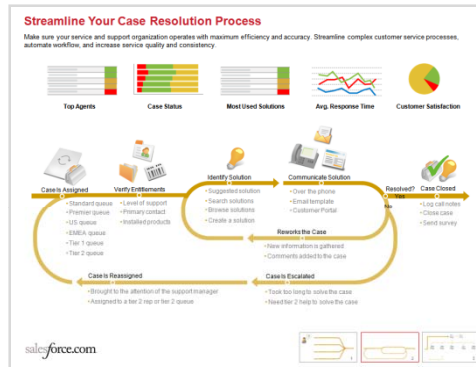 Streamline Your Case Resolution Process
Make sure your service and support organization operates with maximum efficiency and accuracy. Streamline complex customer service processes,
automate workflow, and increase service quality and consistency.
Top Agents
Case Status
Most Used Solutions
Avg. Response Time
Customer Satisfaction
Case Is Assigned
• Standard queue
• Premier queue
• US queue
• EMEA queue
• Tier 1 queue
• Tier 2 queue
Verify Entitlements
• Level of support
• Primary contact
• Installed products
Identify Solution
• Suggested solution
• Search solutions
• Browse solutions
• Create a solution
Communicate Solution
• Over the phone
• Email template
• Customer Portal
Resolved?
Yes
No
Case Closed
• Log call notes
• Close case
• Send survey
Rework the Case
• New information is gathered
• Comments added to the case
Case Is Reassigned
• Brought to the attention of the support manager
• Assigned to a tier 2 rep or tier 2 queue
Case Is Escalated
• Took too long to solve the case
• Need tier 2 help to solve the case
salesforce.com
1
2
3